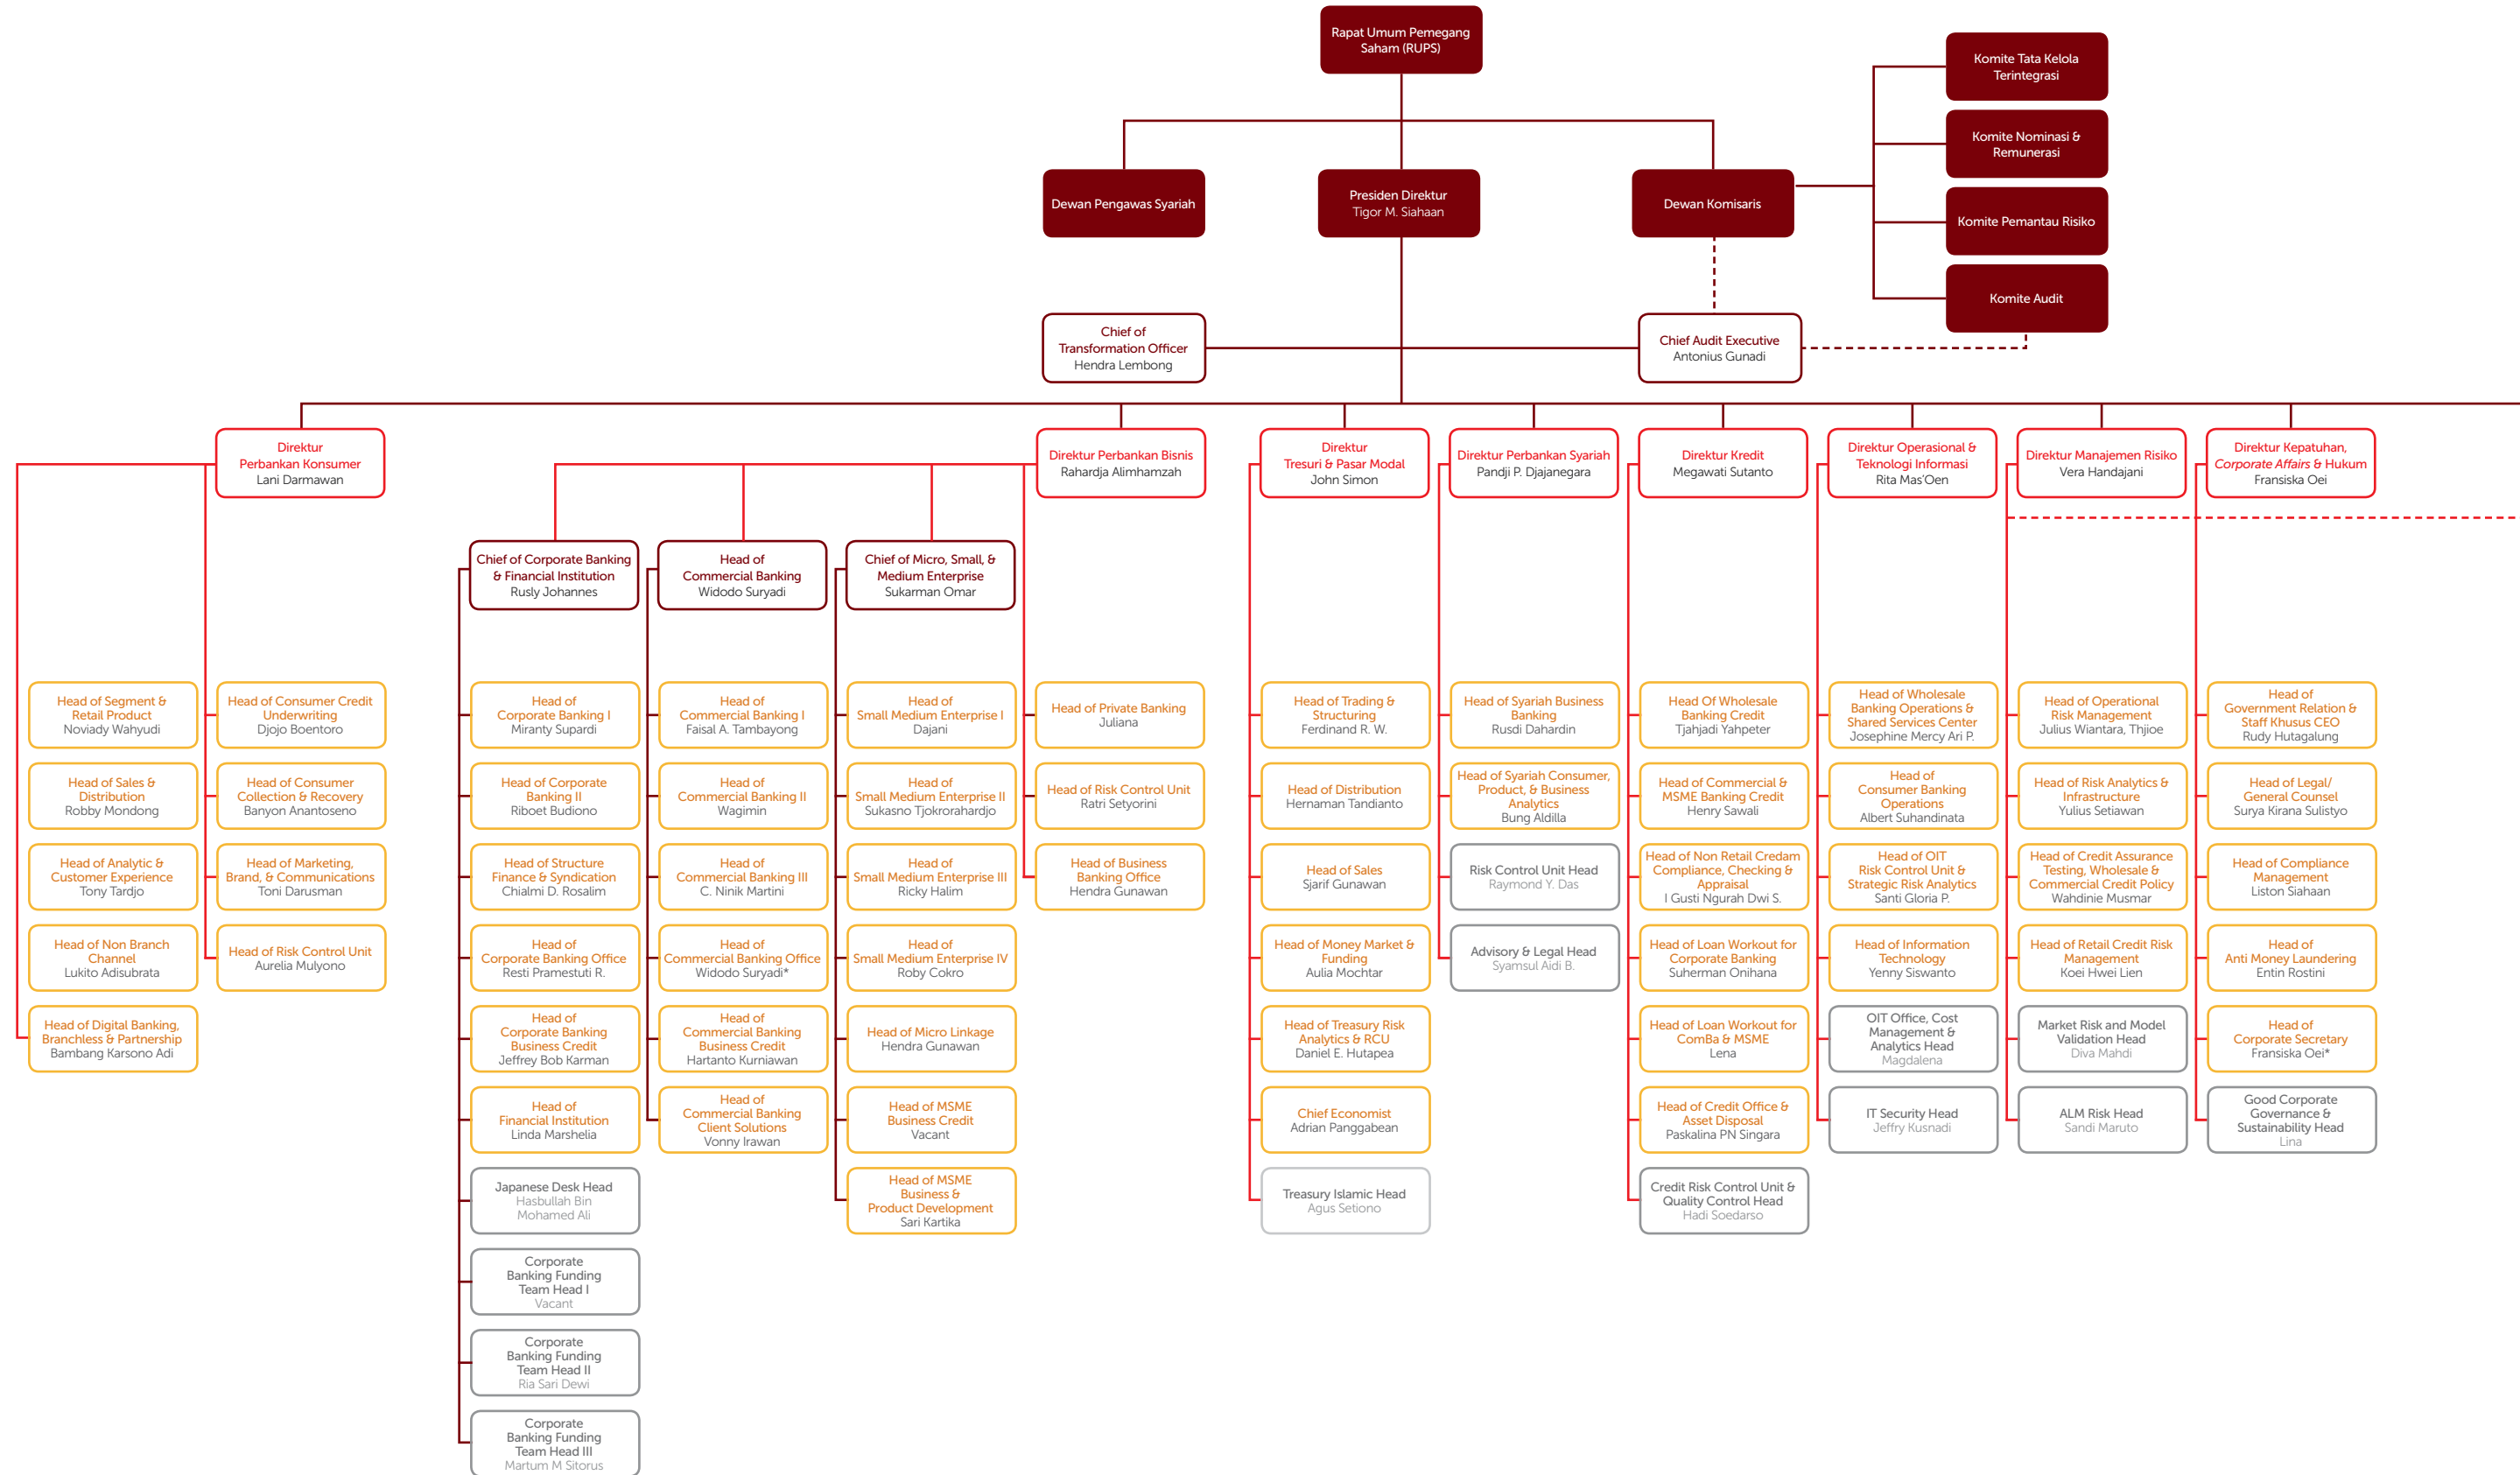 Rapat Umum Pemegang
Saham (RUPS)
Komite Tata Kelola
Terintegrasi
Komite Nominasi &
Remunerasi
Komite Pemantau Risiko
Komite Audit
Dewan Pengawas Syariah
Presiden Direktur
Tigor M. Siahaan
Dewan Komisaris
Chief of
Transformation Officer
Hendra Lembong
Chief Audit Executive
Antonius Gunadi
Direktur
Perbankan Konsumer
Lani Darmawan
Direktur Perbankan Bisnis
Rahardja Alimhamzah
Direktur
Tresuri & Pasar Modal
John Simon
Direktur Perbankan Syariah
Pandji P. Djajanegara
Direktur Kredit
Megawati Sutanto
Direktur Operasional &
Teknologi Informasi
Rita Mas'Oen
Direktur Manajemen Risiko
Vera Handajani
Direktur Kepatuhan,
Corporate Affairs & Hukum
Fransiska Oei
Chief of Corporate Banking
& Financial Institution
Rusly Johannes
Head of
Commercial Banking
Widodo Suryadi
Chief of Micro, Small, &
Medium Enterprise
Sukarman Omar
Head of Segment &
Retail Product
Noviady Wahyudi
Head of Sales &
Distribution
Robby Mondong
Head of Analytic &
Customer Experience
Tony Tardjo
Head of Non Branch
Channel
Lukito Adisubrata
Head of Digital Banking,
Branchless & Partnership
Bambang Karsono Adi
Head of Consumer Credit
Underwriting
Djojo Boentoro
Head of Consumer
Collection & Recovery
Banyon Anantoseno
Head of Marketing,
Brand, & Communications
Toni Darusman
Head of Risk Control Unit
Aurelia Mulyono
Head of
Corporate Banking I
Miranty Supardi
Head of Corporate
Banking II
Riboet Budiono
Head of Structure
Finance & Syndication
Chialmi D. Rosalim
Head of
Corporate Banking Office
Resti Pramestuti R.
Head of
Corporate Banking
Business Credit
Jeffrey Bob Karman
Head of
Financial Institution
Linda Marshelia
Japanese Desk Head
Hasbullah Bin
Mohamed Ali
Corporate
Banking Funding
Team Head I
Vacant
Corporate
Banking Funding
Team Head II
Ria Sari Dewi
Corporate
Banking Funding
Team Head III
Martum M Sitorus
Head of
Commercial Banking I
Faisal A. Tambayong
Head of
Commercial Banking II
Wagimin
Head of
Commercial Banking III
C. Ninik Martini
Head of
Commercial Banking Office
Widodo Suryadi*
Head of
Commercial Banking
Business Credit
Hartanto Kurniawan
Head of
Commercial Banking
Client Solutions
Vonny Irawan
Head of
Small Medium Enterprise I
Dajani
Head of
Small Medium Enterprise II
Sukasno Tjokrorahardjo
Head of
Small Medium Enterprise III
Ricky Halim
Head of
Small Medium Enterprise IV
Roby Cokro
Head of Micro Linkage
Hendra Gunawan
Head of MSME
Business Credit
Vacant
Head of MSME
Business &
Product Development
Sari Kartika
Head of Private Banking
Juliana
Head of Risk Control Unit
Ratri Setyorini
Head of Business
Banking Office
Hendra Gunawan
Head of Trading &
Structuring
Ferdinand R. W.
Head of Distribution
Hernaman Tandianto
Head of Sales
Sjarif Gunawan
Head of Money Market &
Funding
Aulia Mochtar
Head of Treasury Risk
Analytics & RCU
Daniel E. Hutapea
Chief Economist
Adrian Panggabean
Treasury Islamic Head
Agus Setiono
Head of Syariah Business
Banking
Rusdi Dahardin
Head of Syariah Consumer,
Product, & Business
Analytics
Bung Aldilla
Risk Control Unit Head
Raymond Y. Das
Advisory & Legal Head
Syamsul Aidi B.
Head Of Wholesale
Banking Credit
Tjahjadi Yahpeter
Head of Commercial &
MSME Banking Credit
Henry Sawali
Head of Non Retail Credam
Compliance, Checking &
Appraisal
I Gusti Ngurah Dwi S.
Head of Loan Workout for
Corporate Banking
Suherman Onihana
Head of Loan Workout for
ComBa & MSME
Lena
Head of Credit Office &
Asset Disposal
Paskalina PN Singara
Credit Risk Control Unit &
Quality Control Head
Hadi Soedarso
Head of Wholesale
Banking Operations &
Shared Services Center
Josephine Mercy Ari P.
Head of
Consumer Banking
Operations
Albert Suhandinata
Head of OIT
Risk Control Unit &
Strategic Risk Analytics
Santi Gloria P.
Head of Information
Technology
Yenny Siswanto
OIT Office, Cost
Management &
Analytics Head
Magdalena
IT Security Head
Jeffry Kusnadi
Head of Operational
Risk Management
Julius Wiantara, Thjioe
Head of Risk Analytics &
Infrastructure
Yulius Setiawan
Head of Credit Assurance
Testing, Wholesale &
Commercial Credit Policy
Wahdinie Musmar
Head of Retail Credit Risk
Management
Koei Hwei Lien
Market Risk and Model
Validation Head
Diva Mahdi
ALM Risk Head
Sandi Maruto
Head of
Government Relation &
Staff Khusus CEO
Rudy Hutagalung
Head of Legal/
General Counsel
Surya Kirana Sulistyo
Head of Compliance
Management
Liston Siahaan
Head of
Anti Money Laundering
Entin Rostini
Head of
Corporate Secretary
Fransiska Oei*
Good Corporate
Governance &
Sustainability Head
Lina